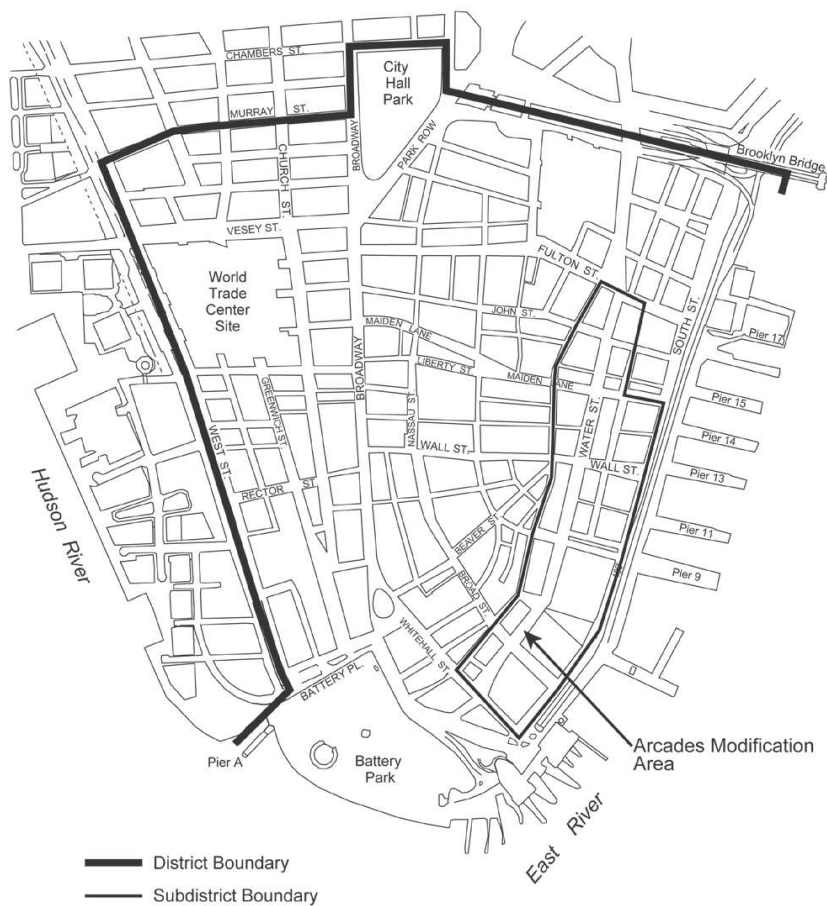 CHAMBERS ST.
City
Hall
Park
MURRAY ST.
BROADWAY
PARK ROW
Brooklyn Bridge
CHURCH ST.
VESEY ST.
FULTON ST.
World
Trade
Center
Site
SOUTH ST.
JOHN ST.
MAIDEN LANE
Pier 17
LIBERTY ST.
MAIDEN LANE
BROADWAY
GREENWICH ST.
Pier 15
NASSAU ST
WATER ST.
WEST ST.
WALL ST.
Pier 14
WALL ST.
Pier 13
RECTOR ST
Hudson River
BEAVER ST.
Pier 11
BROAD ST.
Pier 9
WHITEHALL ST.
BATTERY PL.
Pier A
Battery
Park
Arcades Modification
Area
East River
District Boundary
Subdistrict Boundary